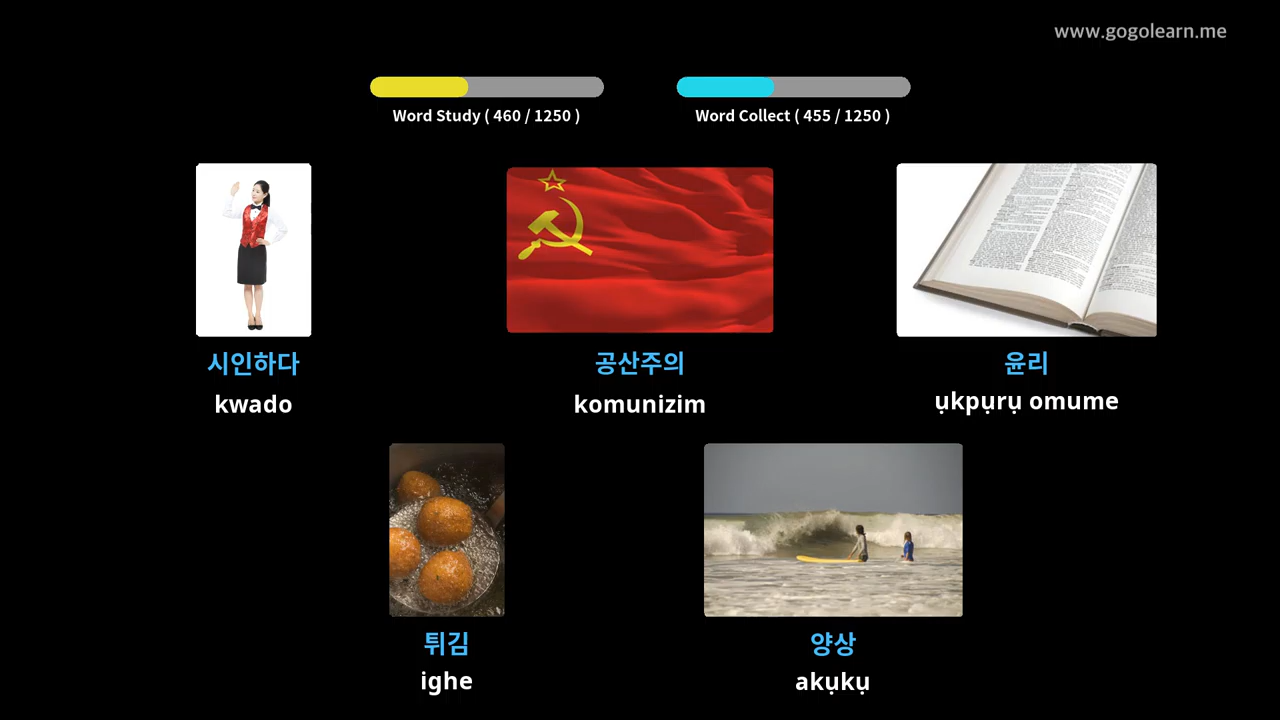 www.gogolearn.me
Word Study ( 460 / 1250 )
Word Collect ( 455 / 1250 )
시인하다
kwado
공산주의
komunizim
윤리
ụkpụrụ omume
튀김
ighe
양상
akụkụ